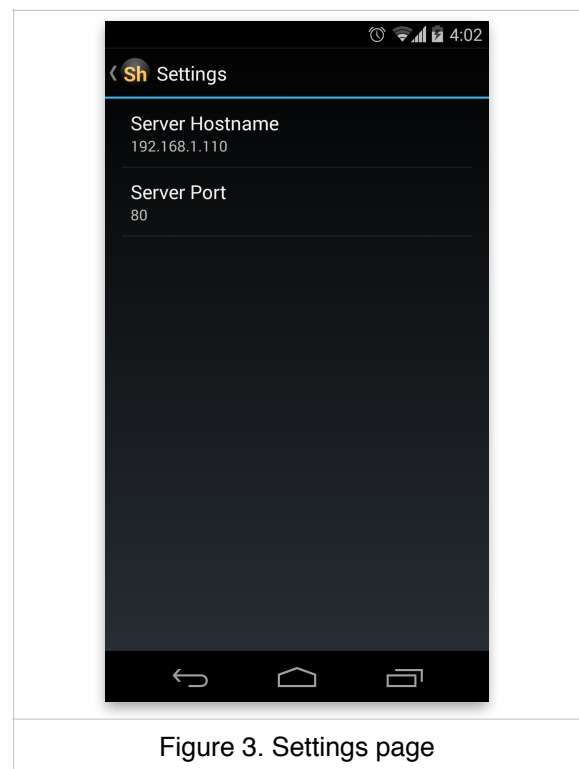 4:02
Sh Settings
Server Hostname
192.168.1.110
Server Port
80
Figure 3. Settings page